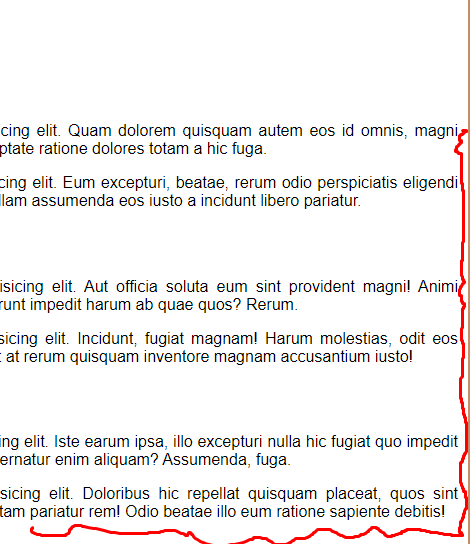 cing elit. Quam dolorem quisquam autem eos id omnis, magni
ptate ratione dolores totam a hic fuga.
cing elit. Eum excepturi, beatae, rerum odio perspiciatis eligendi
llam assumenda eos iusto a incidunt libero pariatur.
isicing elit. Aut officia soluta eum sint provident magni! Animi
runt impedit harum ab quae quos? Rerum.
sicing elit. Incidunt, fugiat magnam! Harum molestias, odit eos
t at rerum quisquam inventore magnam accusantium iusto!
ing elit. Iste earum ipsa, illo excepturi nulla hic fugiat quo impedit
ernatur enim aliquam? Assumenda, fuga.
sicing elit. Doloribus hic repellat quisquam placeat, quos sint
tam pariatur rem! Odio beatae illo eum ratione sapiente debitis!